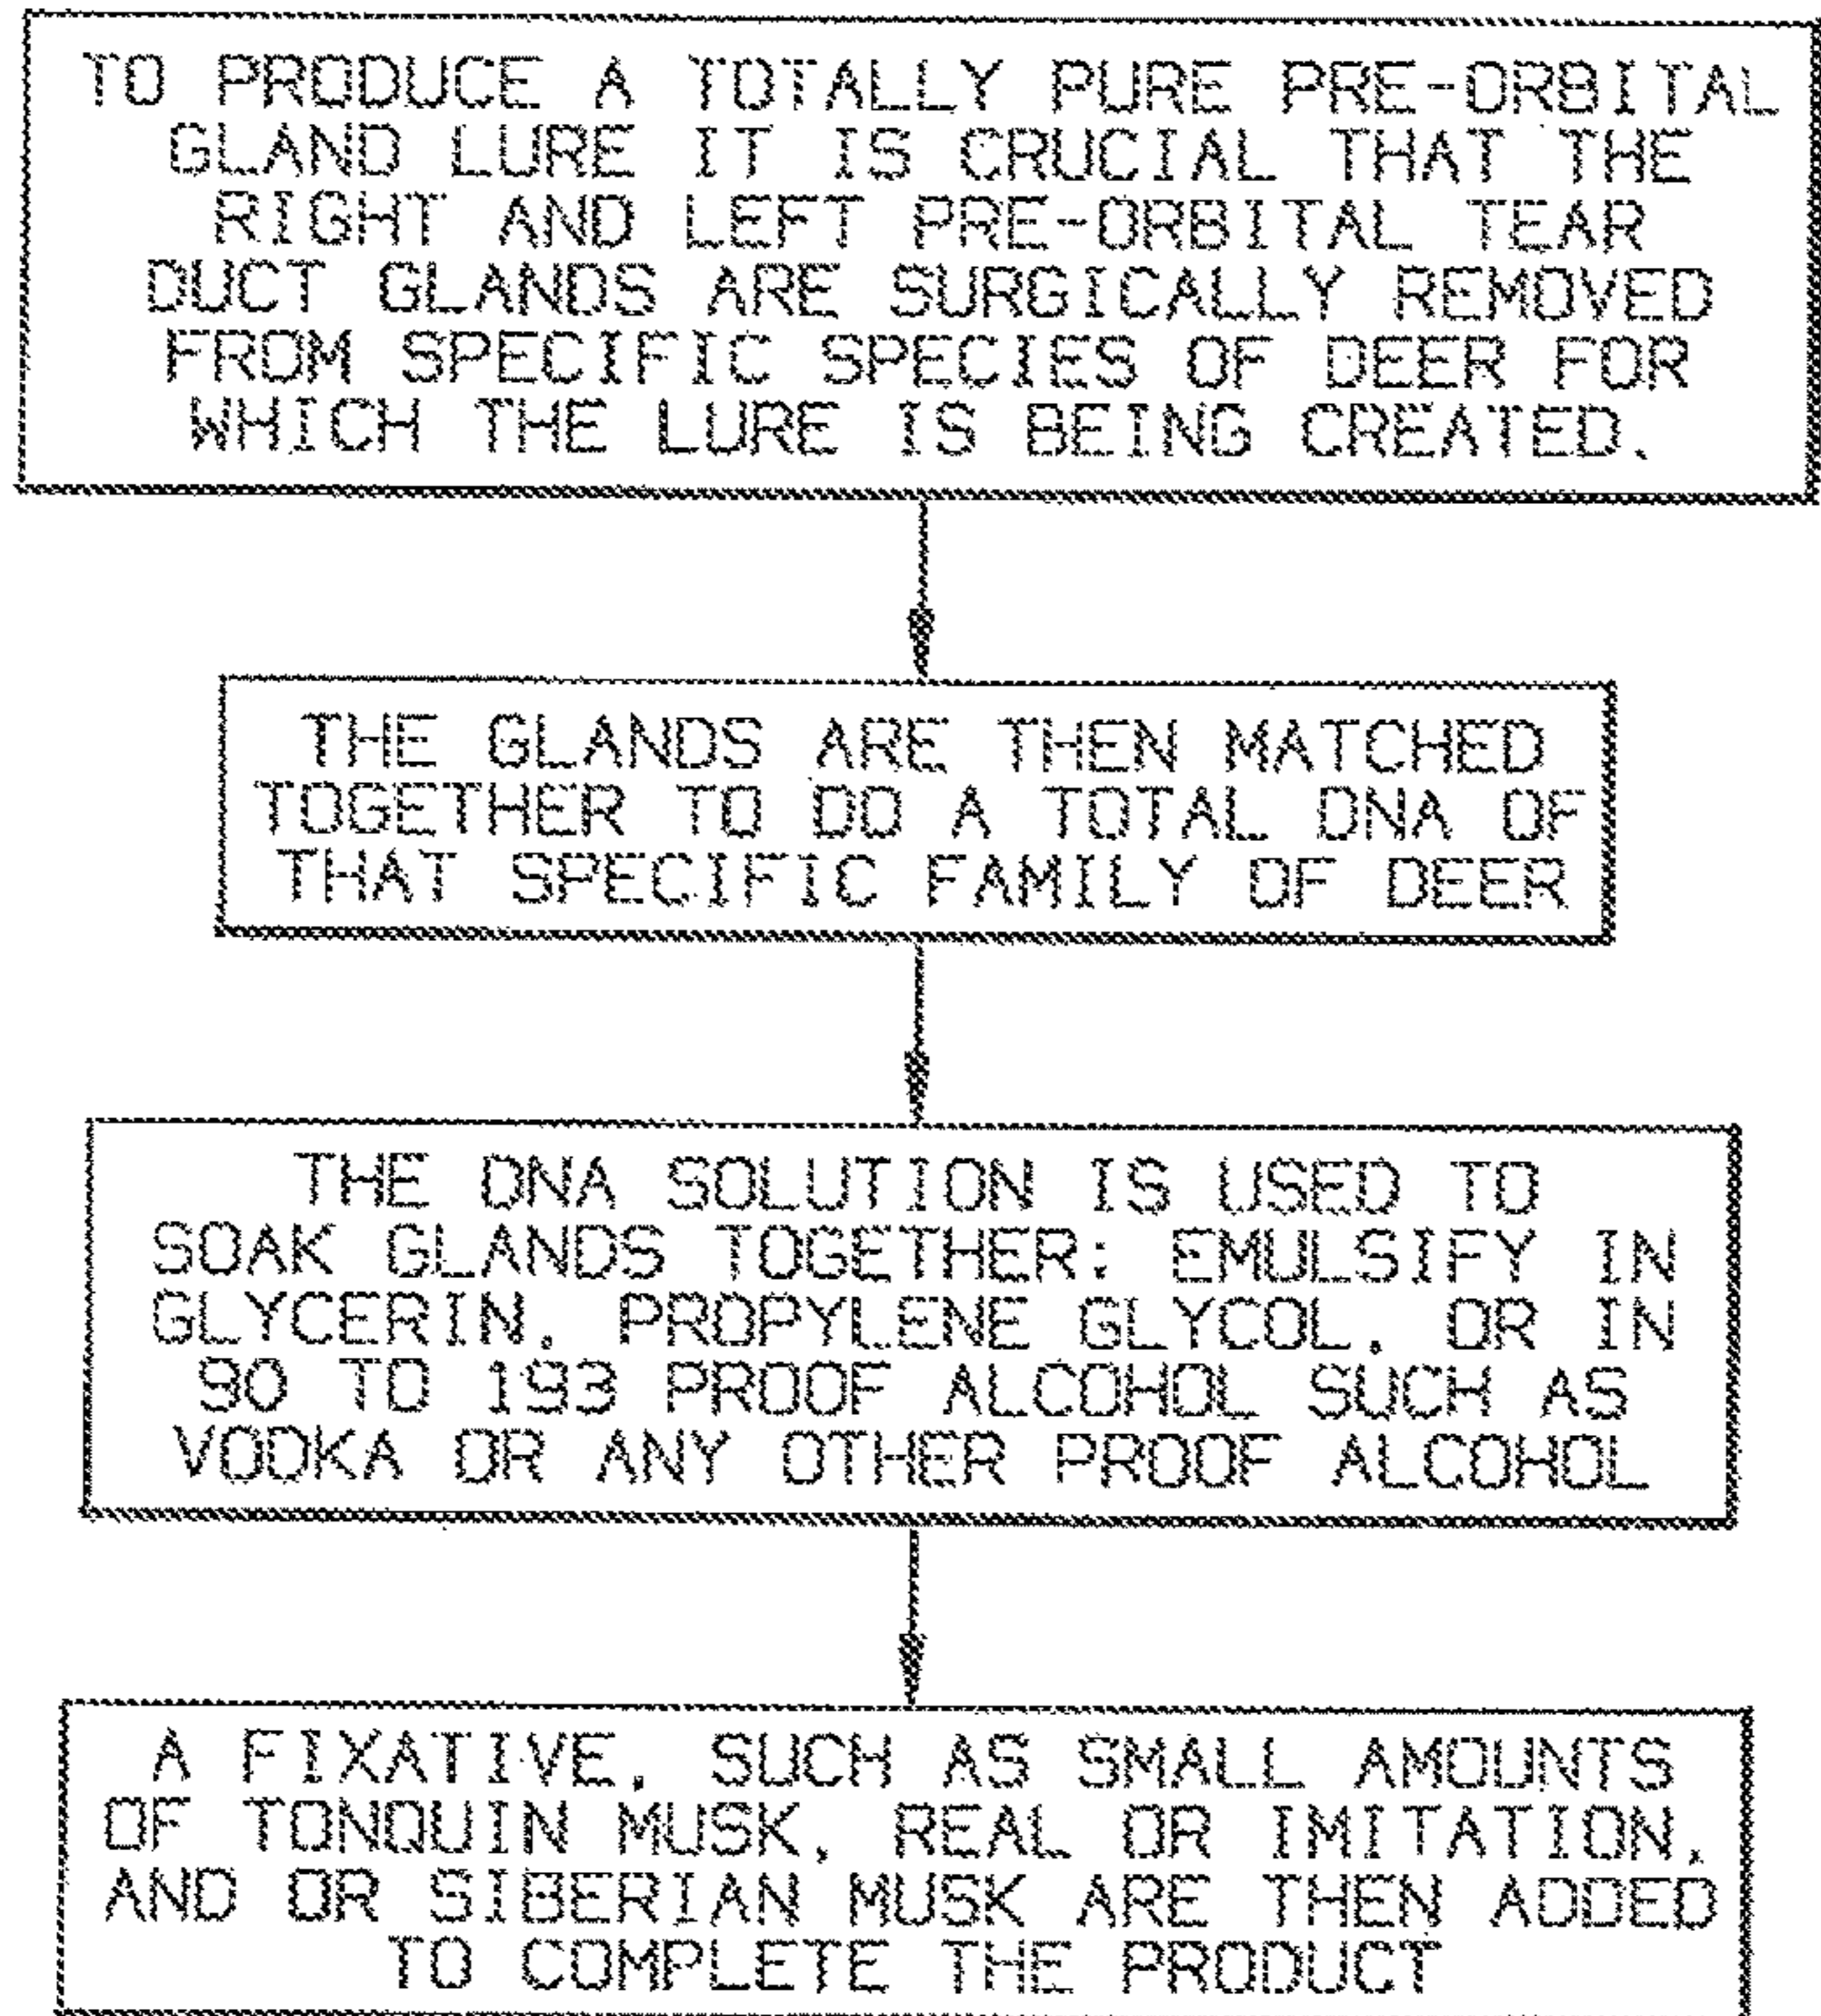 TO PRODUCE A TOTALLY PURE PRE-ORBITAL
GLAND LURE IT IS CRUCIAL THAT THE
RIGHT AND LEFT PRE-ORBITAL TEAR
DUCT GLANDS ARE SURGICALLY REMOVED
FROM SPECIFIC SPECIES OF DEER FOR
WHICH THE LURE IS BEING CREATED.
THE GLANDS ARE THEN MATCHED
TOGETHER TO DO A TOTAL DNA OF
THAT SPECIFIC FAMILY OF DEER
THE DNA SOLUTION IS USED TO
SOAK GLANDS TOGETHER; EMULSIFY IN
GLYCERIN, PROPYLENE GLYCOL, OR IN
90 TO 193 PROOF ALCOHOL SUCH AS
VODKA OR ANY OTHER PROOF ALCOHOL
A FIXATIVE, SUCH AS SMALL AMOUNTS
OF TONQUIN MUSK, REAL OR IMITATION,
AND OR SIBERIAN MUSK ARE THEN ADDED
TO COMPLETE THE PRODUCT